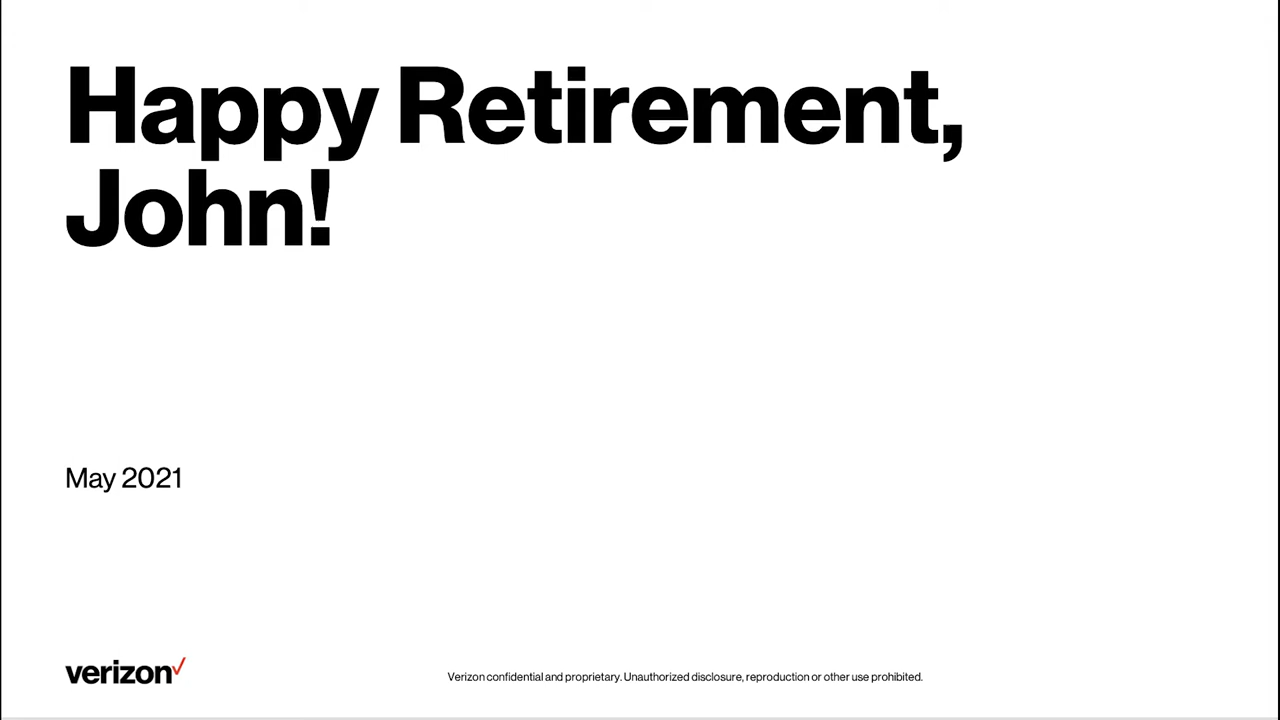 Happy Retirement,
John!
May 2021
verizon✓
Verizon confidential and proprietary. Unauthorized disclosure, reproduction or other use prohibited.